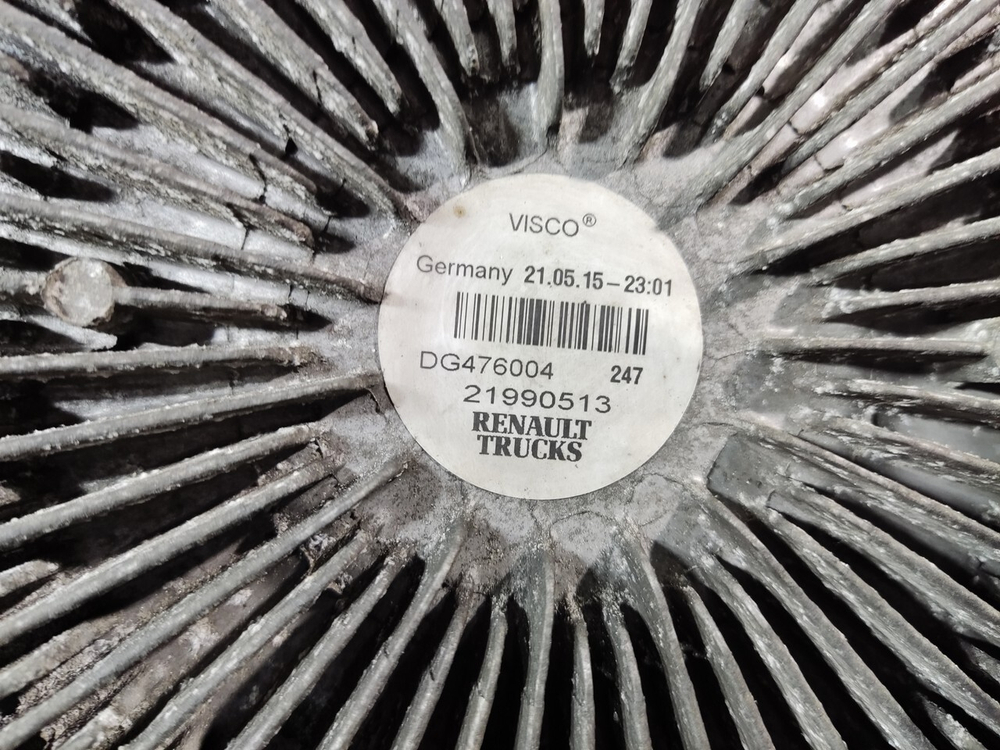 VISCO®
Germany 21.05.15–23:01
DG476004 247
21990513
RENAULT
TRUCKS